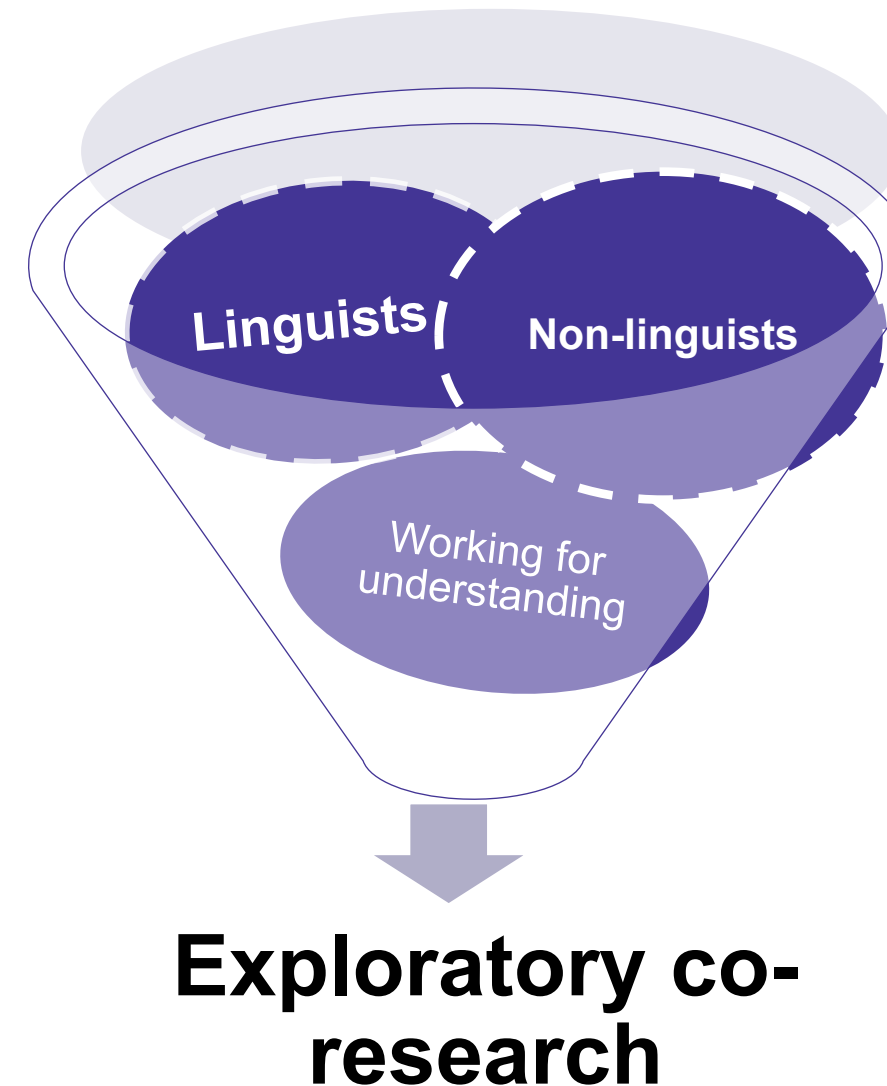 Linguists
Non-linguists
Working for
understanding
Exploratory co-
research